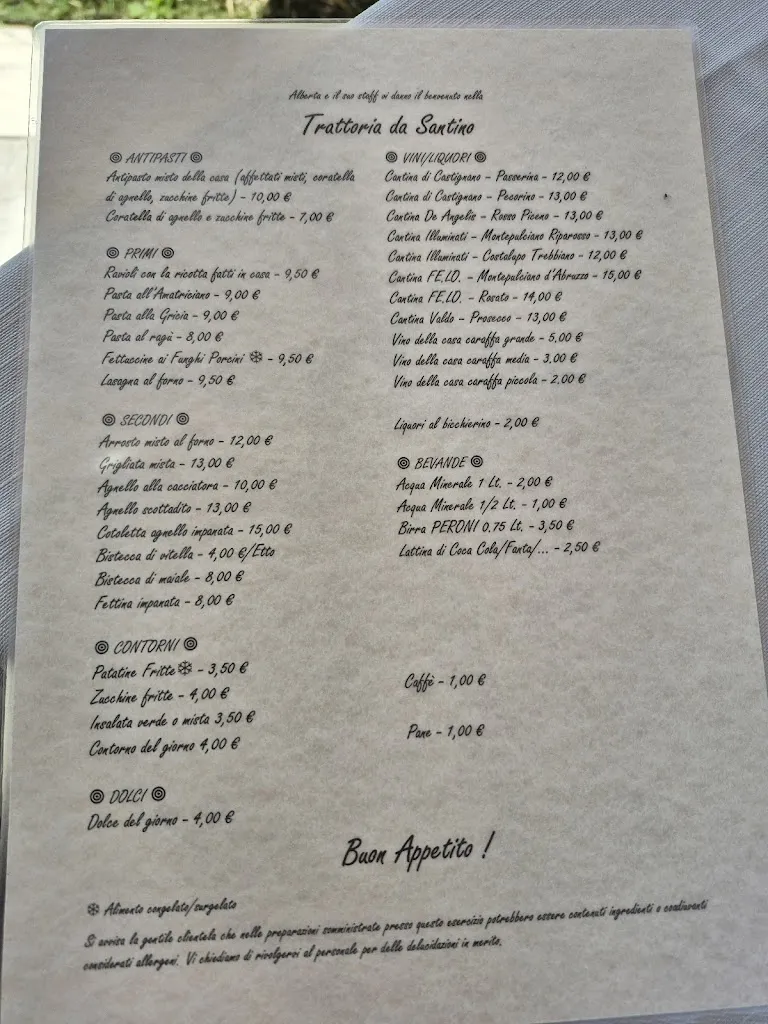 Alberta e il suo staff vi danno il benvenuto nella
Trattoria da Santino
ANTIPASTI
Antipasto misto della casa (affettati misti, coratella
di agnello, zucchine fritte) - 10,00 €
Coratella di agnello e zucchine fritte - 7,00 €
PRIMI
Ravioli con la ricotta fatti in casa - 9,50 €
Pasta all'Amatriciana - 9,00 €
Pasta alla Gricia - 9,00 €
Pasta al ragù - 8,00 €
Fettuccine ai Funghi Porcini ❄ - 9,50 €
Lasagna al forno - 9,50 €
SECONDI
Arrosto misto al forno - 12,00 €
Grigliata mista - 13,00 €
Agnello alla cacciatora - 10,00 €
Agnello scottadito - 13,00 €
Cotoletta agnello impanata - 15,00 €
Bistecca di vitella - 4,00 €/Etto
Bistecca di maiale - 8,00 €
Fettina impanata - 8,00 €
CONTORNI
Patatine Fritte❄ - 3,50 €
Zucchine fritte - 4,00 €
Insalata verde o mista 3,50 €
Contorno del giorno 4,00 €
DOLCI
Dolce del giorno - 4,00 €
VINI/LIQUORI
Cantina di Castignano - Passerina - 12,00 €
Cantina di Castignano - Pecorino - 13,00 €
Cantina De Angelis - Rosso Piceno - 13,00 €
Cantina Illuminati - Montepulciano Riparosso - 13,00 €
Cantina Illuminati - Costalupo Trebbiano - 12,00 €
Cantina FE.LO. - Montepulciano d'Abruzzo - 15,00 €
Cantina FE.LO. - Rosato - 14,00 €
Cantina Valdo - Prosecco - 13,00 €
Vino della casa caraffa grande - 5,00 €
Vino della casa caraffa media - 3,00 €
Vino della casa caraffa piccola - 2,00 €
Liquori al bicchierino - 2,00 €
BEVANDE
Acqua Minerale 1 Lt. - 2,00 €
Acqua Minerale 1/2 Lt. - 1,00 €
Birra PERONI 0.75 Lt. - 3,50 €
Lattina di Coca Cola/Fanta/... - 2,50 €
Caffè - 1,00 €
Pane - 1,00 €
Buon Appetito !
❄ Alimento congelato/surgelato
Si avvisa la gentile clientela che nelle preparazioni somministrate presso questo esercizio potrebbero essere contenuti ingredienti o coadiuvanti
considerati allergeni. Vi chiediamo di rivolgervi al personale per delle delucidazioni in merito.